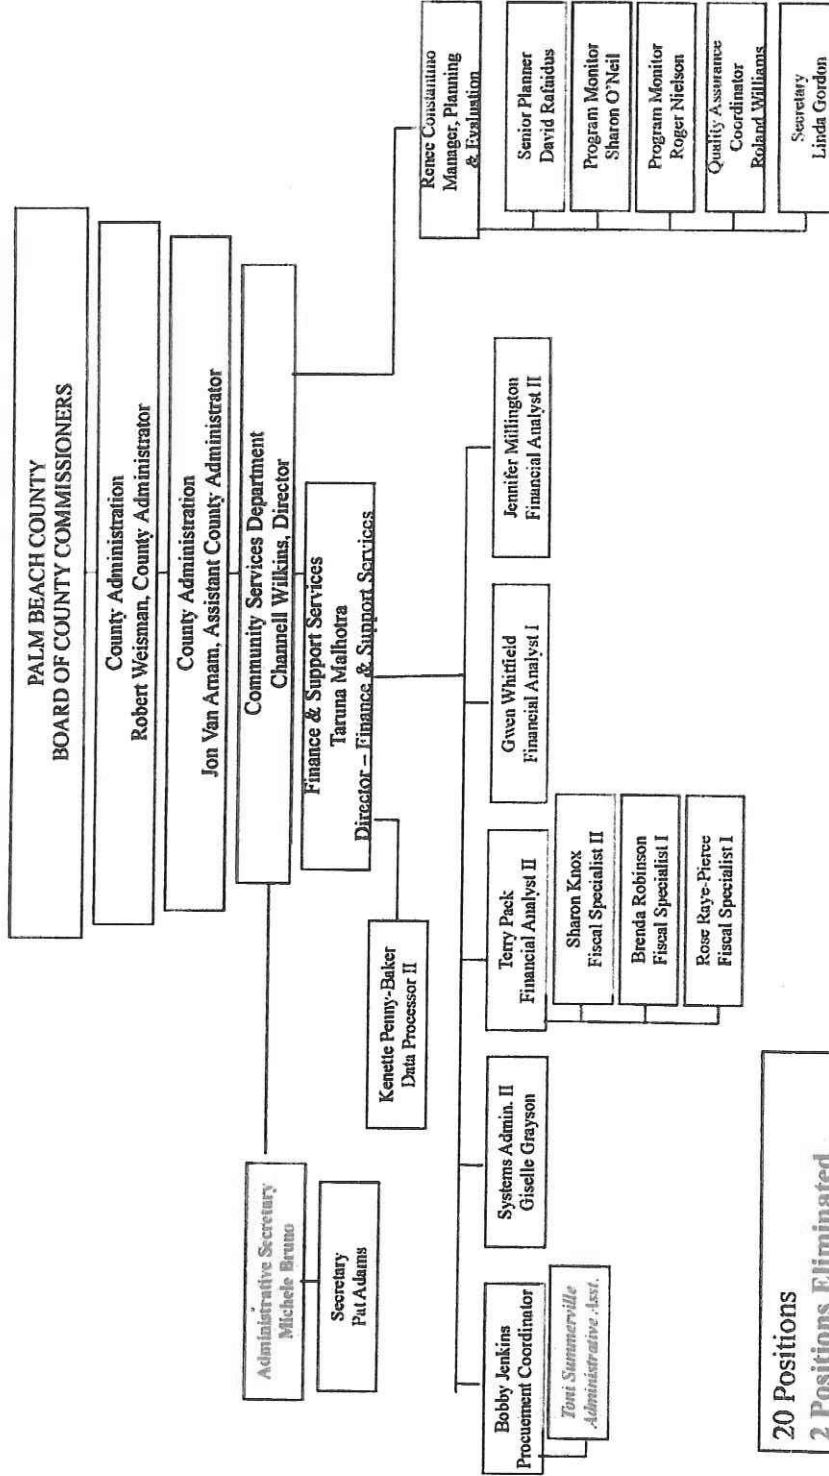 PALM BEACH COUNTY
BOARD OF COUNTY COMMISSIONERS
County Administration
Robert Weisman, County Administrator
County Administration
Jon Van Arnam, Assistant County Administrator
Community Services Department
Channell Wilkins, Director
Finance & Support Services
Taruna Malhotra
Director – Finance & Support Services
Administrative Secretary
Michele Bruno
Secretary
Pat Adams
Kenette Penny-Baker
Data Processor II
Renee Constantino
Manager, Planning
& Evaluation
Senior Planner
David Rafaidus
Program Monitor
Sharon O'Neil
Program Monitor
Roger Nielson
Quality Assurance
Coordinator
Roland Williams
Secretary
Linda Gordon
Bobby Jenkins
Procurement Coordinator
Toni Summerville
Administrative Asst.
Systems Admin. II
Giselle Grayson
Terry Pack
Financial Analyst II
Sharon Knox
Fiscal Specialist II
Brenda Robinson
Fiscal Specialist I
Rose Raye-Pierce
Fiscal Specialist I
Gwen Whitfield
Financial Analyst I
Jennifer Millington
Financial Analyst II
20 Positions
2 Positions Eliminated